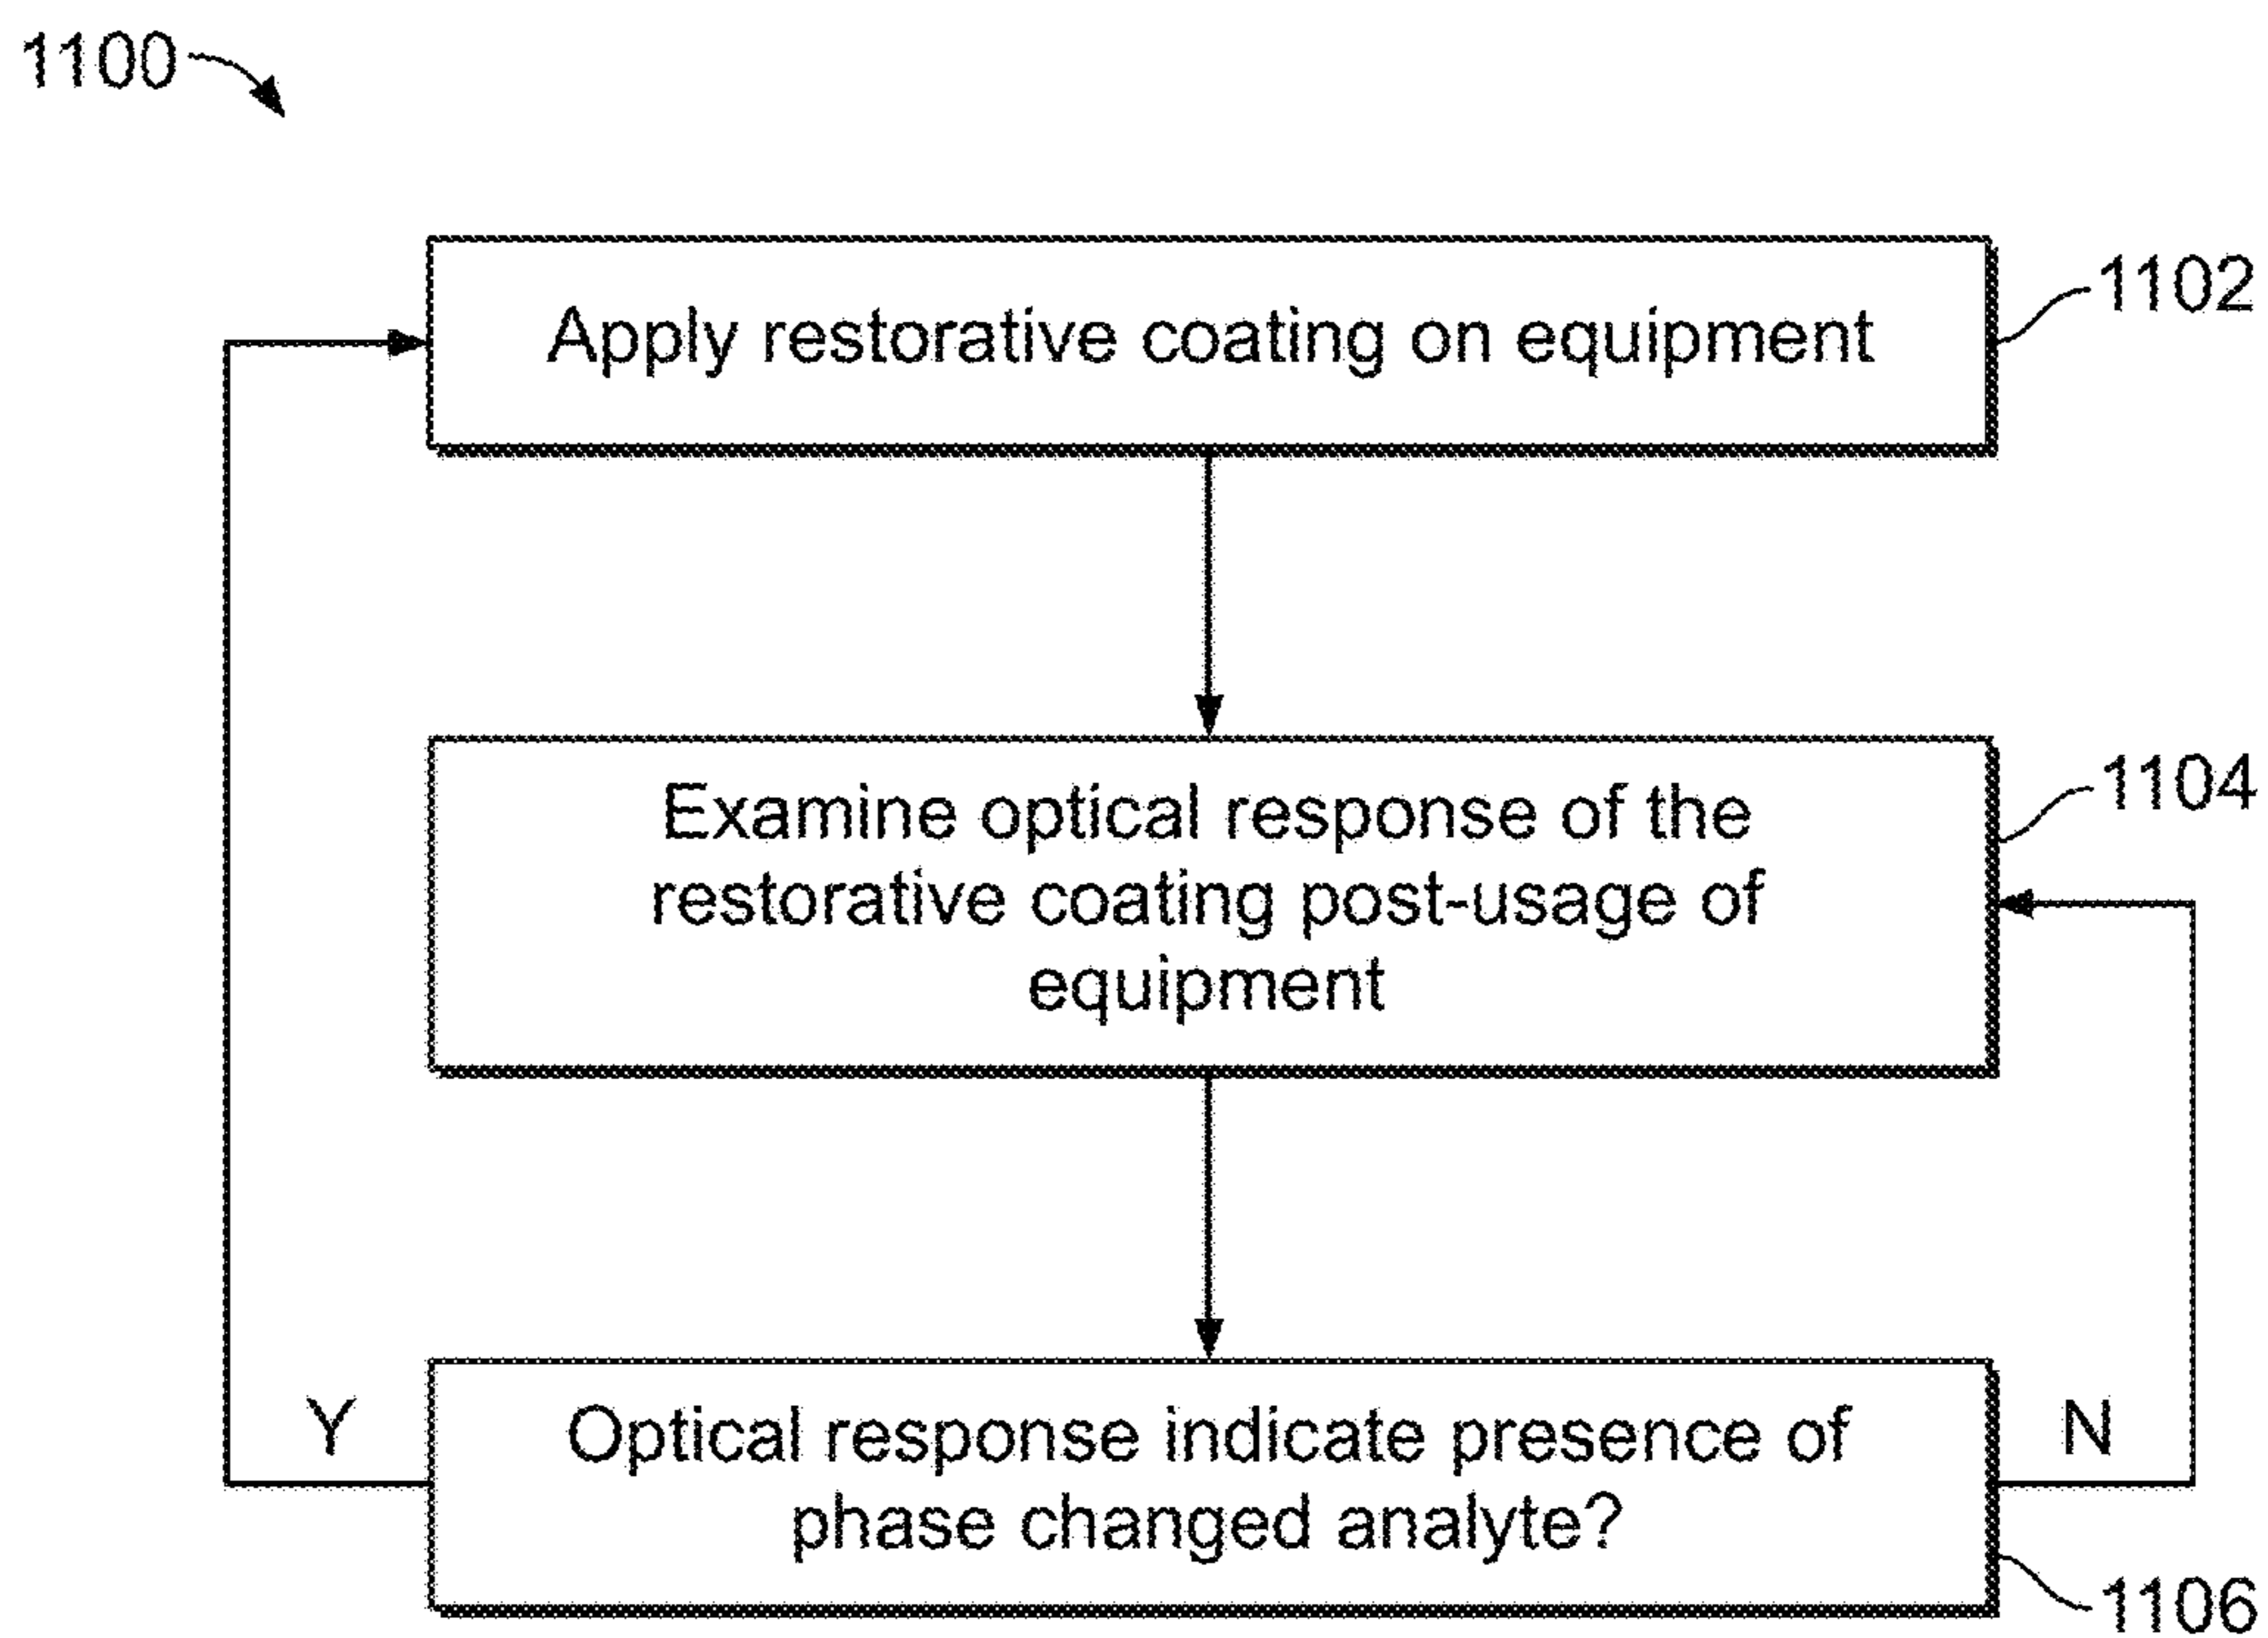 1100
Apply restorative coating on equipment
1102
Examine optical response of the
restorative coating post-usage of
equipment
1104
Y
Optical response indicate presence of
phase changed analyte?
N
1106